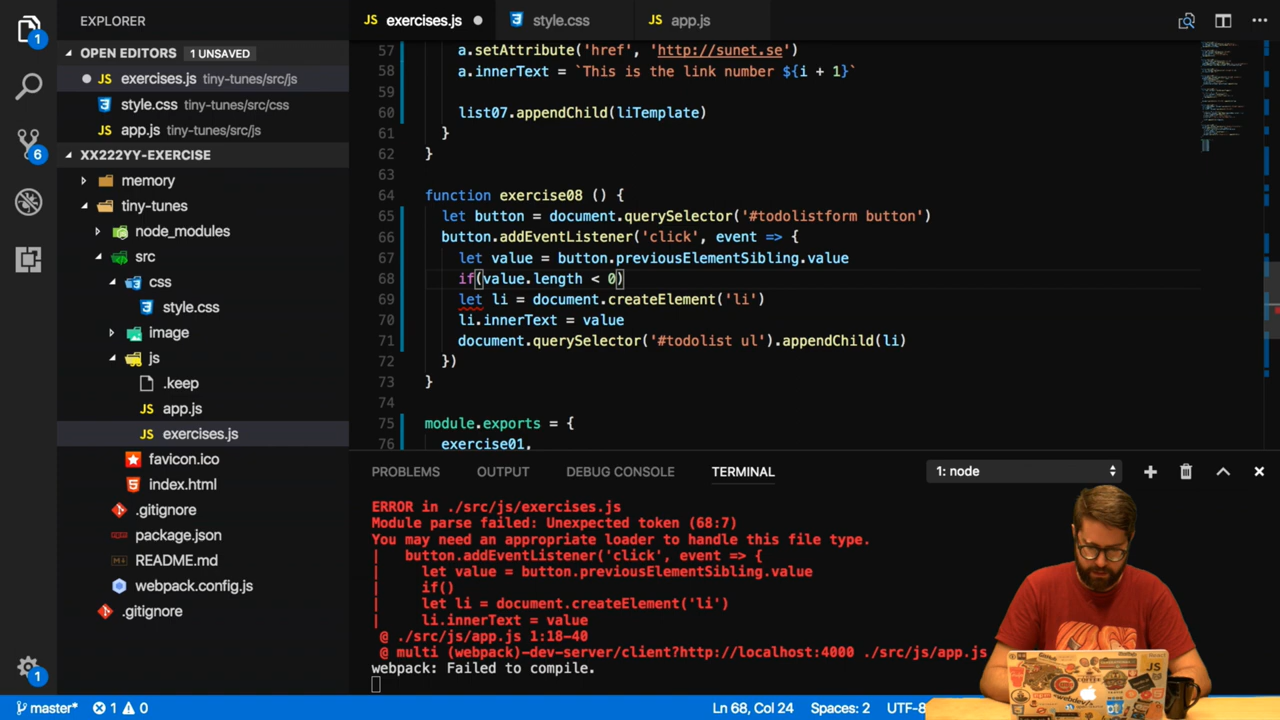 EXPLORER
OPEN EDITORS 1 UNSAVED
exercises.js tiny-tunes/src/js
style.css tiny-tunes/src/css
app.js tiny-tunes/src/js
XX222YY-EXERCISE
memory
tiny-tunes
node_modules
src
css
style.css
image
js
.keep
JS app.js
JS exercises.js
favicon.ico
index.html
.gitignore
package.json
README.md
webpack.config.js
.gitignore
1
6
1
JS exercises.js
style.css
JS app.js
57 a.setAttribute('href', 'http://sunet.se')
58 a.innerText = `This is the link number ${i + 1}`
59
60 list07.appendChild(liTemplate)
61 }
62 }
63
64 function exercise08 () {
65 let button = document.querySelector('#todolistform button')
66 button.addEventListener('click', event => {
67 let value = button.previousElementSibling.value
68 if(value.length < 0)
69 let li = document.createElement('li')
70 li.innerText = value
71 document.querySelector('#todolist ul').appendChild(li)
72 })
73 }
74
75 module.exports = {
76 exercise01,
PROBLEMS OUTPUT DEBUG CONSOLE TERMINAL 1: node
ERROR in ./src/js/exercises.js
Module parse failed: Unexpected token (68:7)
You may need an appropriate loader to handle this file type.
| button.addEventListener('click', event => {
| let value = button.previousElementSibling.value
| if()
| let li = document.createElement('li')
| li.innerText = value
@ ./src/js/app.js 1:18-40
@ multi (webpack)-dev-server/client?http://localhost:4000 ./src/js/app.js
webpack: Failed to compile.
master* 1 0 Ln 68, Col 24 Spaces: 2 UTF-8
JS